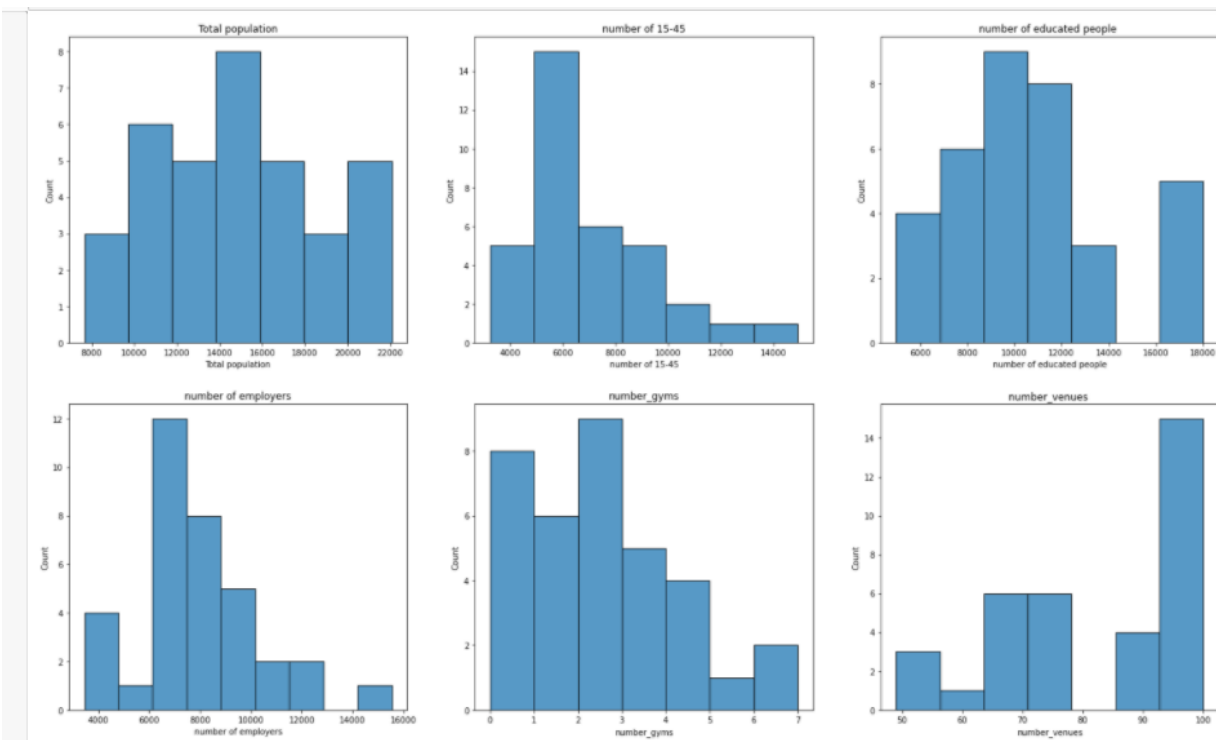 Total population
8
7
6
5
4
3
2
1
0
Count
8000 10000 12000 14000 16000 18000 20000 22000
Total population
number of 15-45
14
12
10
8
6
4
2
0
Count
4000 6000 8000 10000 12000 14000
number of 15-45
number of educated people
8
6
4
2
0
Count
6000 8000 10000 12000 14000 16000 18000
number of educated people
number of employers
12
10
8
6
4
2
0
Count
4000 6000 8000 10000 12000 14000 16000
number of employers
number_gyms
8
6
4
2
0
Count
0 1 2 3 4 5 6 7
number_gyms
number_venues
14
12
10
8
6
4
2
0
Count
50 60 70 80 90 100
number_venues